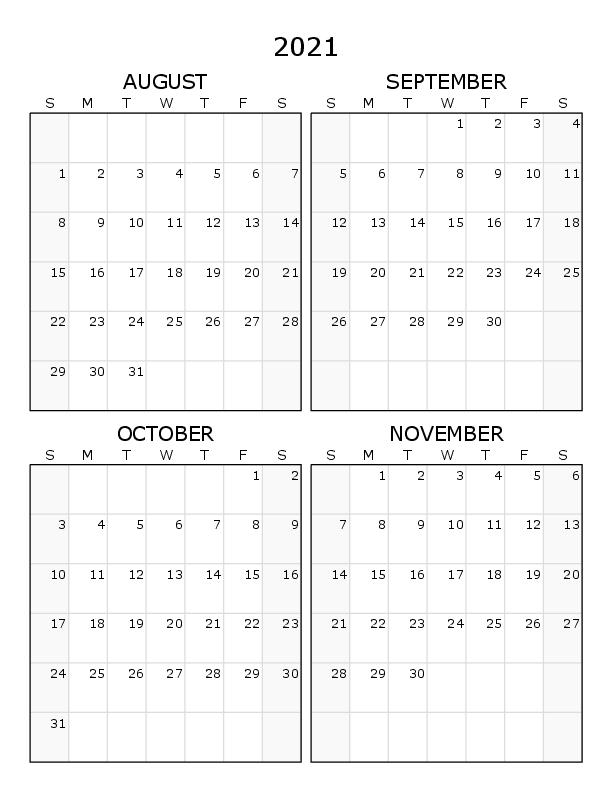 2021
AUGUST
S M T W T F S
1 2 3 4 5 6 7
8 9 10 11 12 13 14
15 16 17 18 19 20 21
22 23 24 25 26 27 28
29 30 31
SEPTEMBER
S M T W T F S
1 2 3 4
5 6 7 8 9 10 11
12 13 14 15 16 17 18
19 20 21 22 23 24 25
26 27 28 29 30
OCTOBER
S M T W T F S
1 2
3 4 5 6 7 8 9
10 11 12 13 14 15 16
17 18 19 20 21 22 23
24 25 26 27 28 29 30
31
NOVEMBER
S M T W T F S
1 2 3 4 5 6
7 8 9 10 11 12 13
14 15 16 17 18 19 20
21 22 23 24 25 26 27
28 29 30